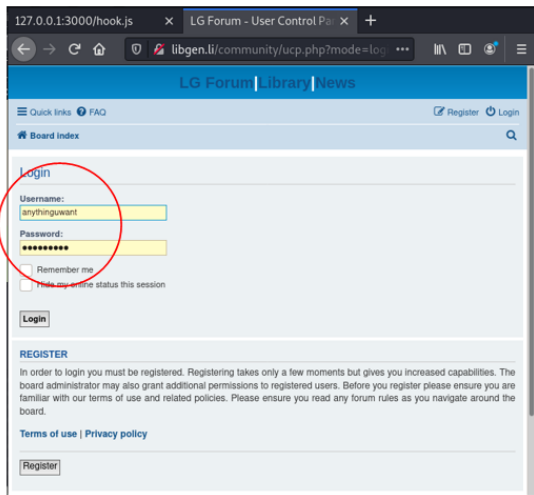 127.0.0.1:3000/hook.js
LG Forum - User Control Pa
libgen.li/community/ucp.php?mode=log
LG Forum|Library|News
Quick links FAQ
Register Login
Board index
Login
Username:
anythinguwant
Password:
Remember me
Hide my online status this session
Login
REGISTER
In order to login you must be registered. Registering takes only a few moments but gives you increased capabilities. The
board administrator may also grant additional permissions to registered users. Before you register please ensure you are
familiar with our terms of use and related policies. Please ensure you read any forum rules as you navigate around the
board.
Terms of use | Privacy policy
Register